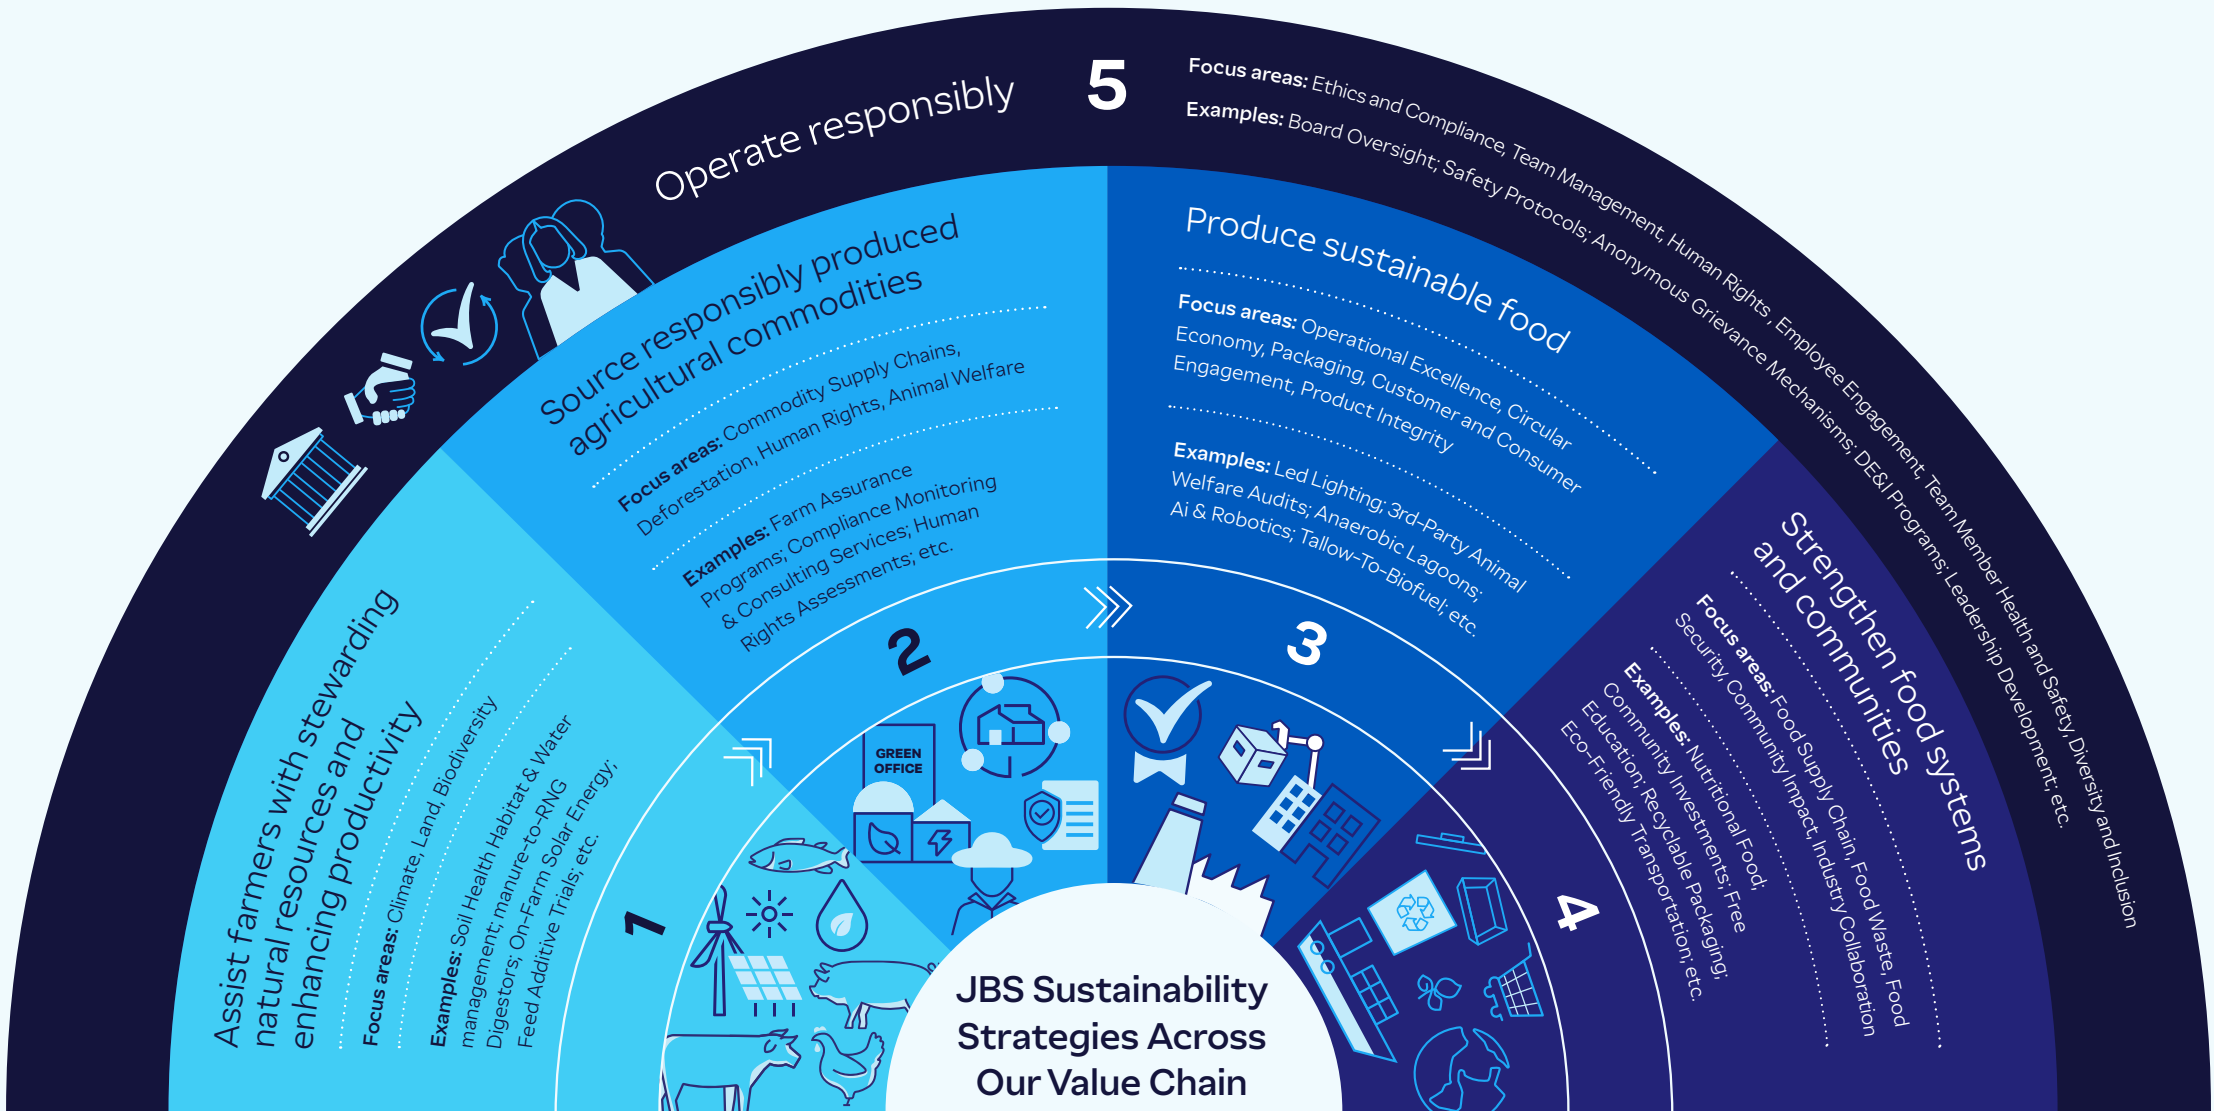 Operate responsibly
5
Focus areas: Ethics and Compliance, Team Management, Human Rights , Employee Engagement, Team Member Health and Safety, Diversity and Inclusion
Examples: Board Oversight; Safety Protocols; Anonymous Grievance Mechanisms; DE&I Programs; Leadership Development; etc.
Assist farmers with stewarding
natural resources and
enhancing productivity
Focus areas: Climate, Land, Biodiversity
Examples: Soil Health Habitat & Water
management; manure-to-RNG
Digestors; On-Farm Solar Energy;
Feed Additive Trials; etc.
1
Source responsibly produced
agricultural commodities
Focus areas: Commodity Supply Chains,
Deforestation, Human Rights, Animal Welfare
Examples: Farm Assurance
Programs; Compliance Monitoring
& Consulting Services; Human
Rights Assessments; etc.
2
GREEN
OFFICE
Produce sustainable food
Focus areas: Operational Excellence, Circular
Economy, Packaging, Customer and Consumer
Engagement, Product Integrity
Examples: Led Lighting; 3rd-Party Animal
Welfare Audits; Anaerobic Lagoons;
Ai & Robotics; Tallow-To-Biofuel; etc.
3
Strengthen food systems
and communities
Focus areas: Food Supply Chain, Food Waste, Food
Security, Community Impact, Industry Collaboration
Examples: Nutritional Food;
Community Investments; Free
Education; Recyclable Packaging;
Eco-Friendly Transportation; etc.
4
JBS Sustainability
Strategies Across
Our Value Chain